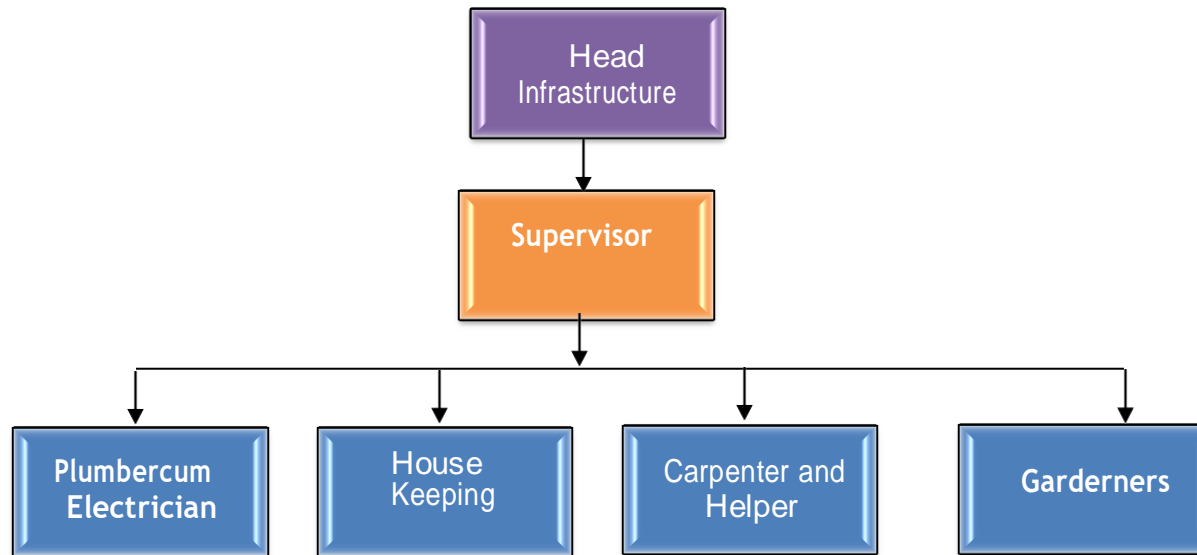 Head
Infrastructure
Supervisor
Plumbercum
Electrician
House
Keeping
Carpenter and
Helper
Garderners